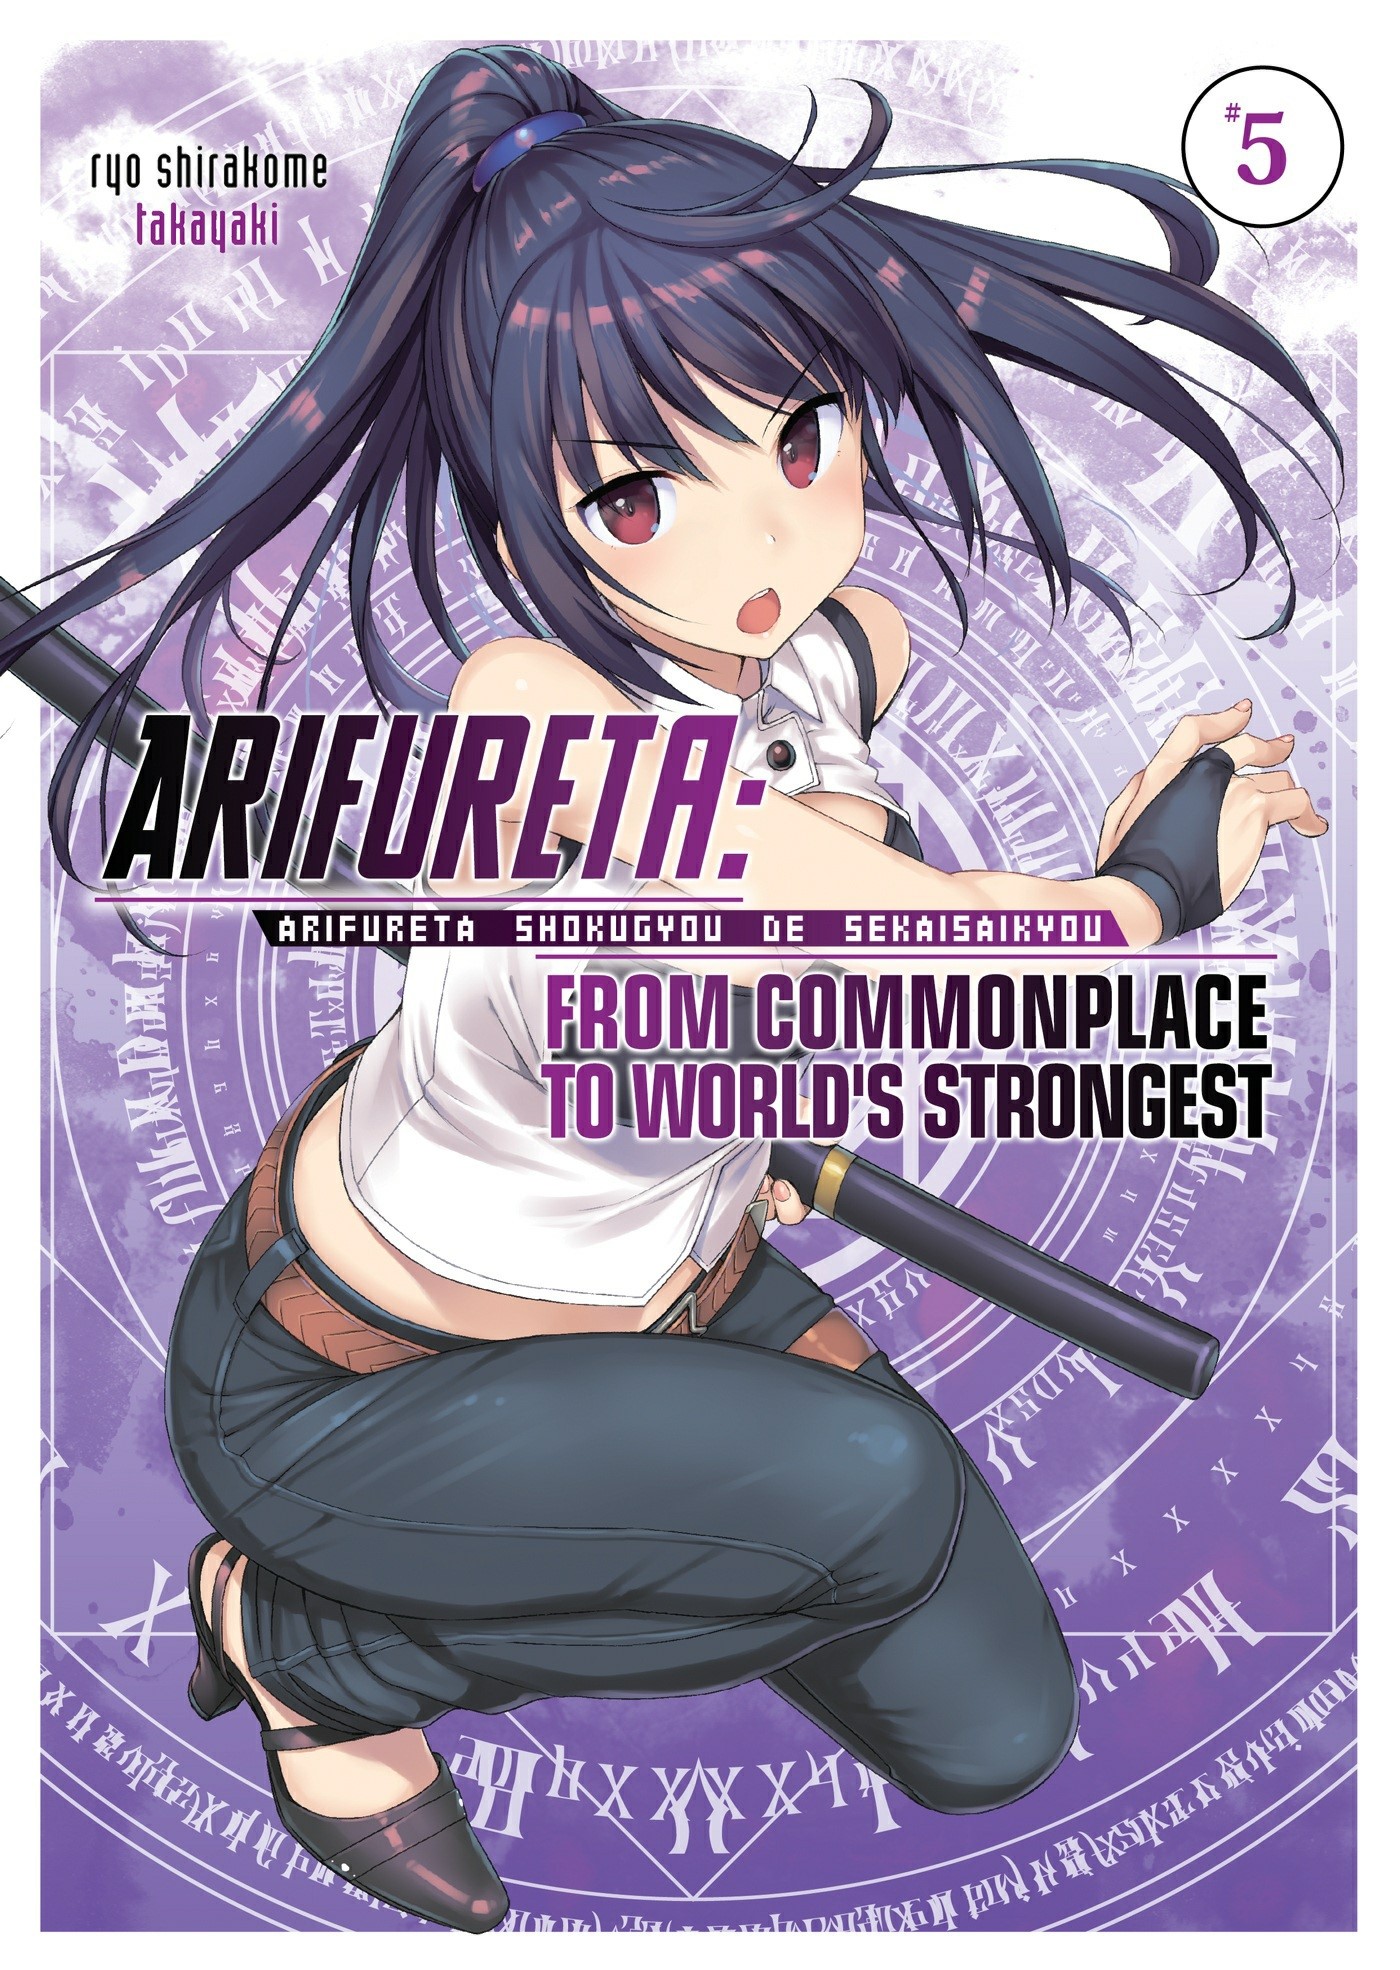 ryo shirakome
takayaki
#5
ARIFURETA:
ARIFURETA SHOKUGYOU DE SEKAISAIKYOU
FROM COMMONPLACE
TO WORLD'S STRONGEST